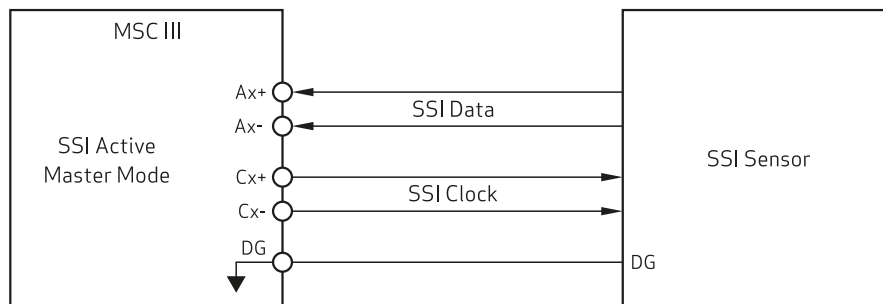 MSC III
Ax+
SSI Data
Ax-
SSI Active
Master Mode
SSI Sensor
Cx+
SSI Clock
Cx-
DG
DG